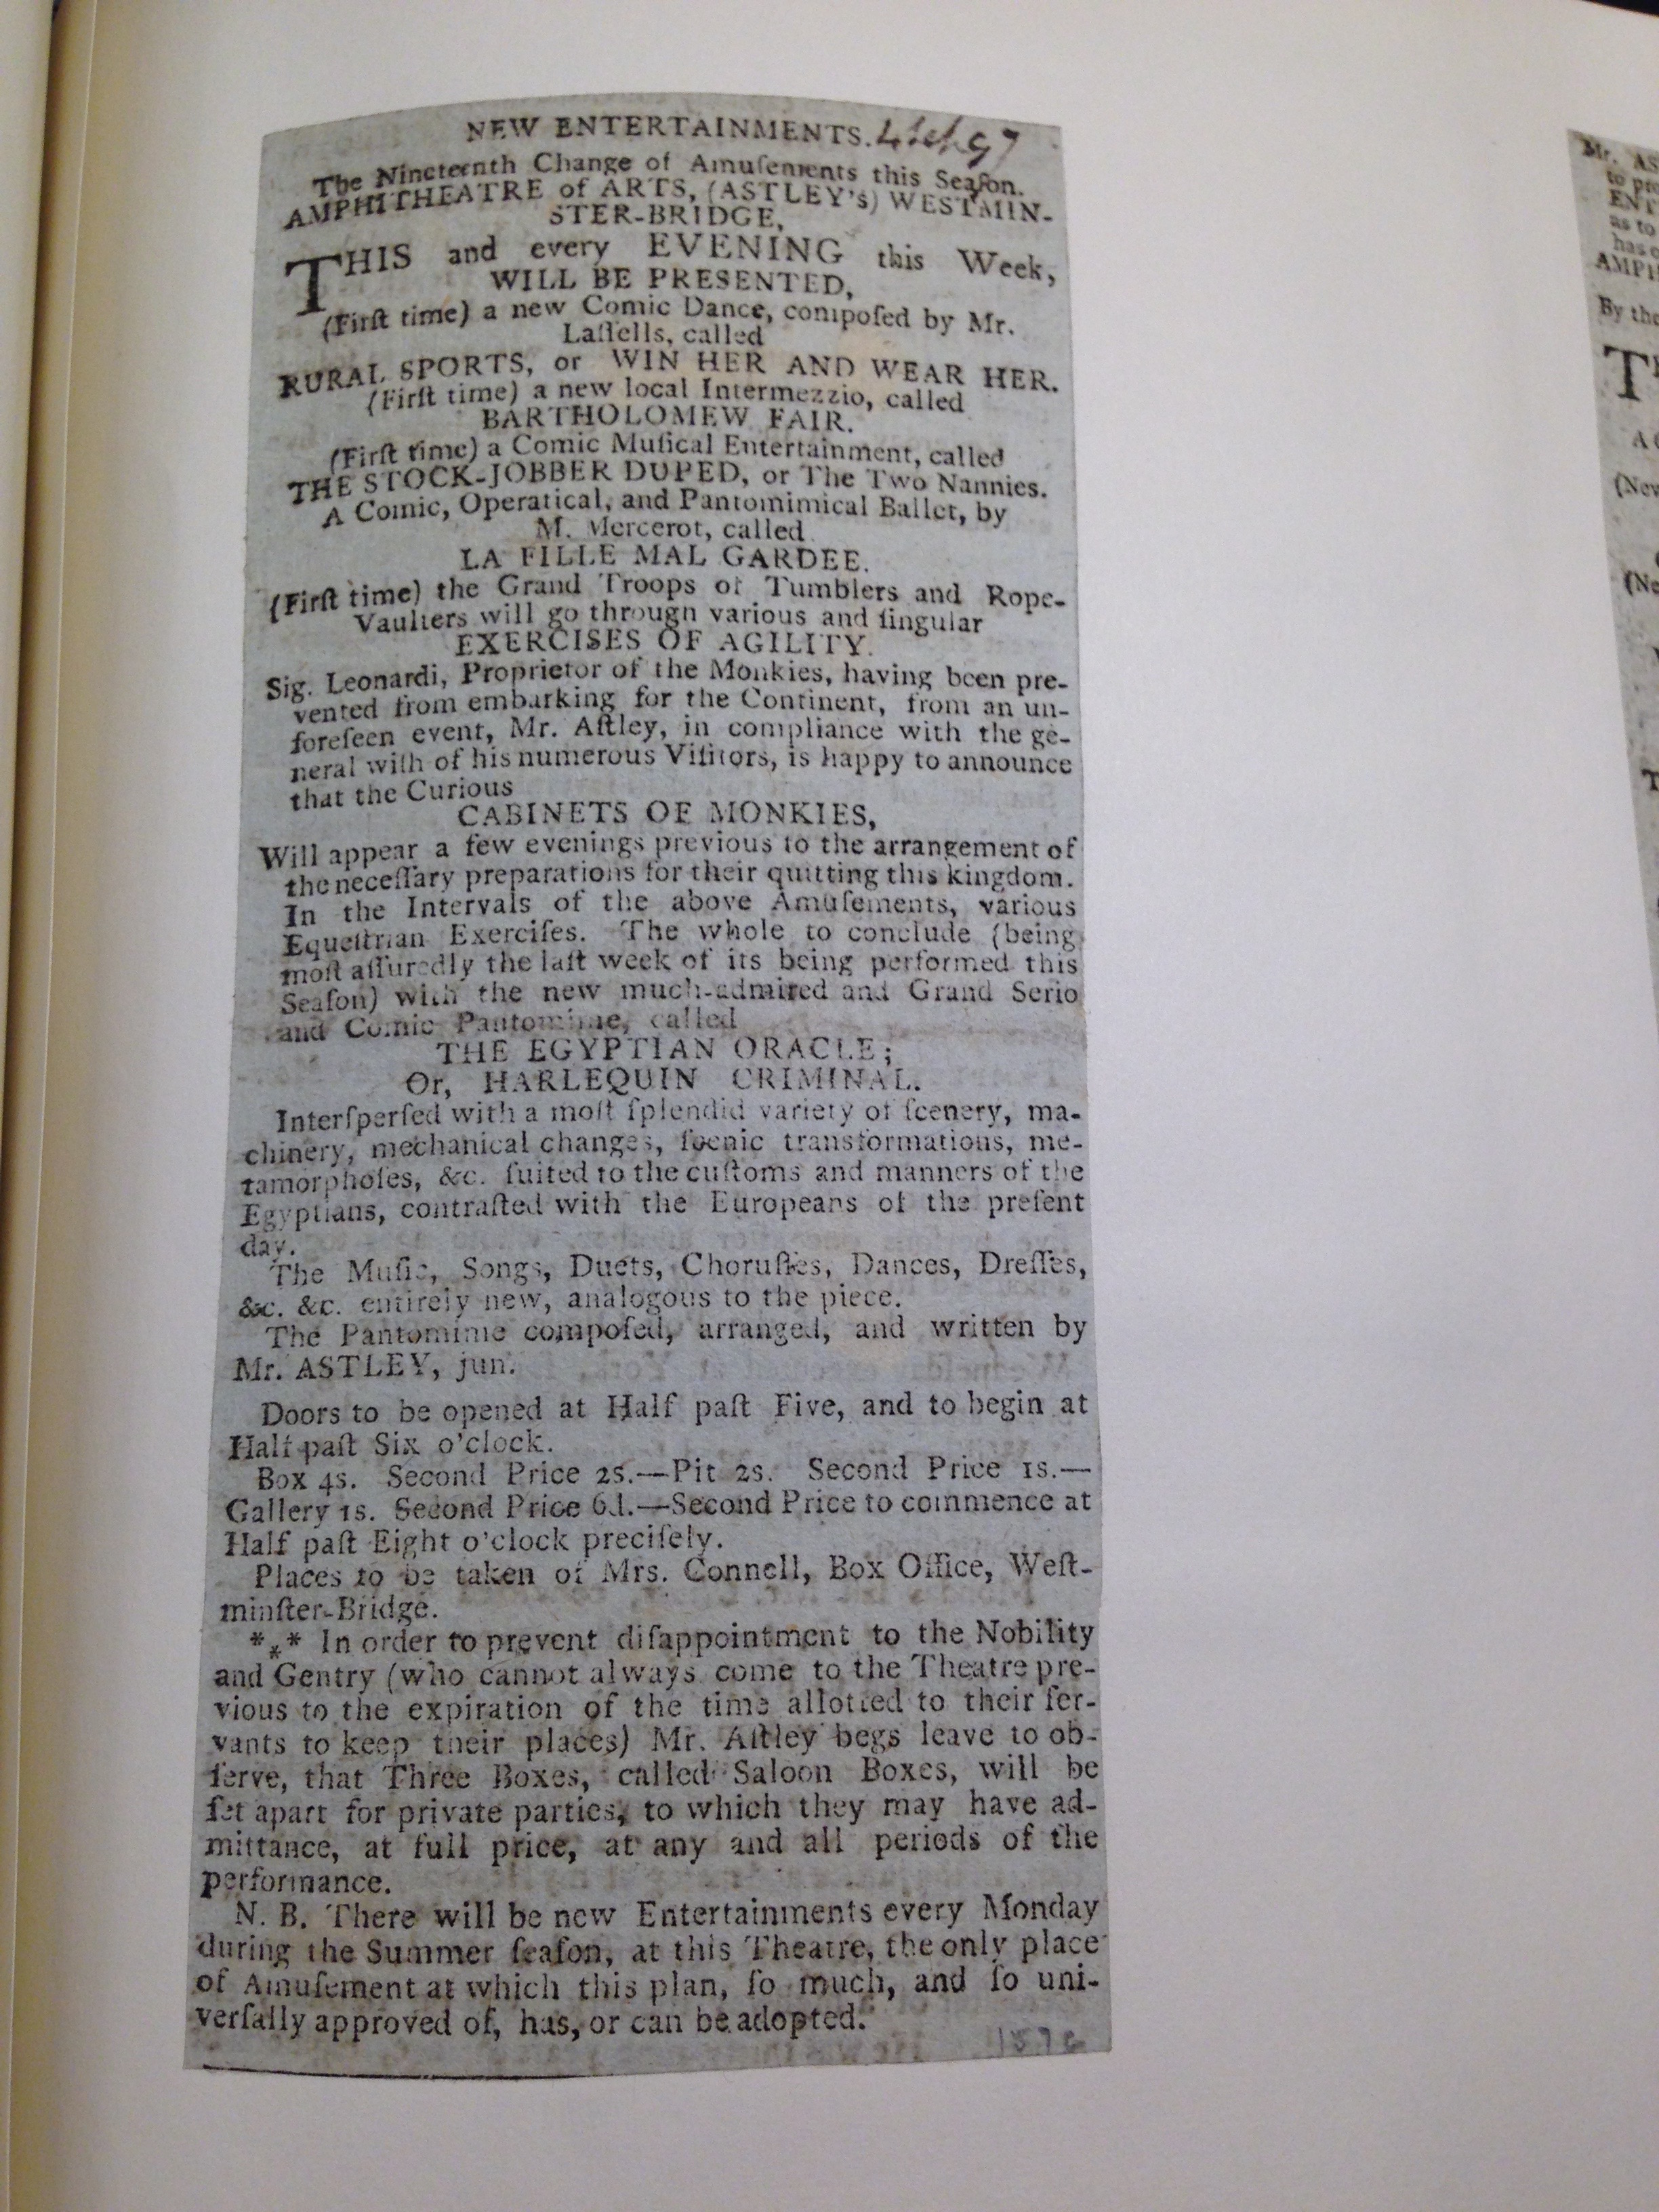 NEW ENTERTAINMENTS.
The Nineteenth Change of Amuſements this Seaſon.
AMPHITHEATRE of ARTS, (ASTLEY's) WESTMIN-
STER-BRIDGE,
THIS and every EVENING this Week,
WILL BE PRESENTED,
(Firſt time) a new Comic Dance, compoſed by Mr.
Laſſells, called
RURAL SPORTS, or WIN HER AND WEAR HER.
(Firſt time) a new local Intermezzio, called
BARTHOLOMEW FAIR.
(Firſt time) a Comic Muſical Entertainment, called
THE STOCK-JOBBER DUPED, or The Two Nannies.
A Comic, Operatical, and Pantomimical Ballet, by
M. Mercerot, called
LA FILLE MAL GARDEE.
(Firſt time) the Grand Troops of Tumblers and Rope-
Vaulters will go through various and ſingular
EXERCISES OF AGILITY.
Sig. Leonardi, Proprietor of the Monkies, having been pre-
vented from embarking for the Continent, from an un-
foreſeen event, Mr. Aſtley, in compliance with the ge-
neral wiſh of his numerous Viſitors, is happy to announce
that the Curious
CABINETS OF MONKIES,
Will appear a few evenings previous to the arrangement of
the neceſſary preparations for their quitting this kingdom.
In the Intervals of the above Amuſements, various
Equeſtrian Exerciſes. The whole to conclude (being
moſt aſſuredly the laſt week of its being performed this
Seaſon) with the new much-admired and Grand Serio
and Comic Pantomime, called
THE EGYPTIAN ORACLE;
Or, HARLEQUIN CRIMINAL.
Interſperſed with a moſt ſplendid variety of ſcenery, ma-
chinery, mechanical changes, ſcenic transformations, me-
tamorphoſes, &c. ſuited to the cuſtoms and manners of the
Egyptians, contraſted with the Europeans of the preſent
day.
The Muſic, Songs, Duets, Choruſſes, Dances, Dreſſes,
&c. &c. entirely new, analogous to the piece.
The Pantomime compoſed, arranged, and written by
Mr. ASTLEY, jun.
Doors to be opened at Half paſt Five, and to begin at
Half paſt Six o'clock.
Box 4s. Second Price 2s.—Pit 2s. Second Price 1s.—
Gallery 1s. Second Price 6d.—Second Price to commence at
Half paſt Eight o'clock preciſely.
Places to be taken of Mrs. Connell, Box Office, Weſt-
minſter-Bridge.
*⁎* In order to prevent diſappointment to the Nobility
and Gentry (who cannot always come to the Theatre pre-
vious to the expiration of the time allotted to their ſer-
vants to keep their places) Mr. Aſtley begs leave to ob-
ſerve, that Three Boxes, called Saloon Boxes, will be
ſet apart for private parties, to which they may have ad-
mittance, at full price, at any and all periods of the
performance.
N. B. There will be new Entertainments every Monday
during the Summer ſeaſon, at this Theatre, the only place
of Amuſement at which this plan, ſo much, and ſo uni-
verſally approved of, has, or can be adopted.
Mr. AS
to pre
ENT
as to
has
AMPH
By the
T
(Nev